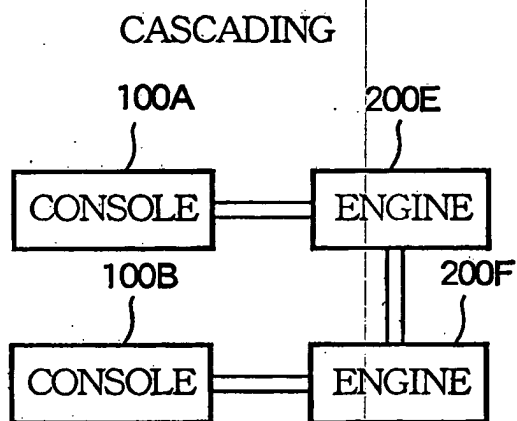 CASCADING
100A
200E
CONSOLE
ENGINE
100B
200F
CONSOLE
ENGINE